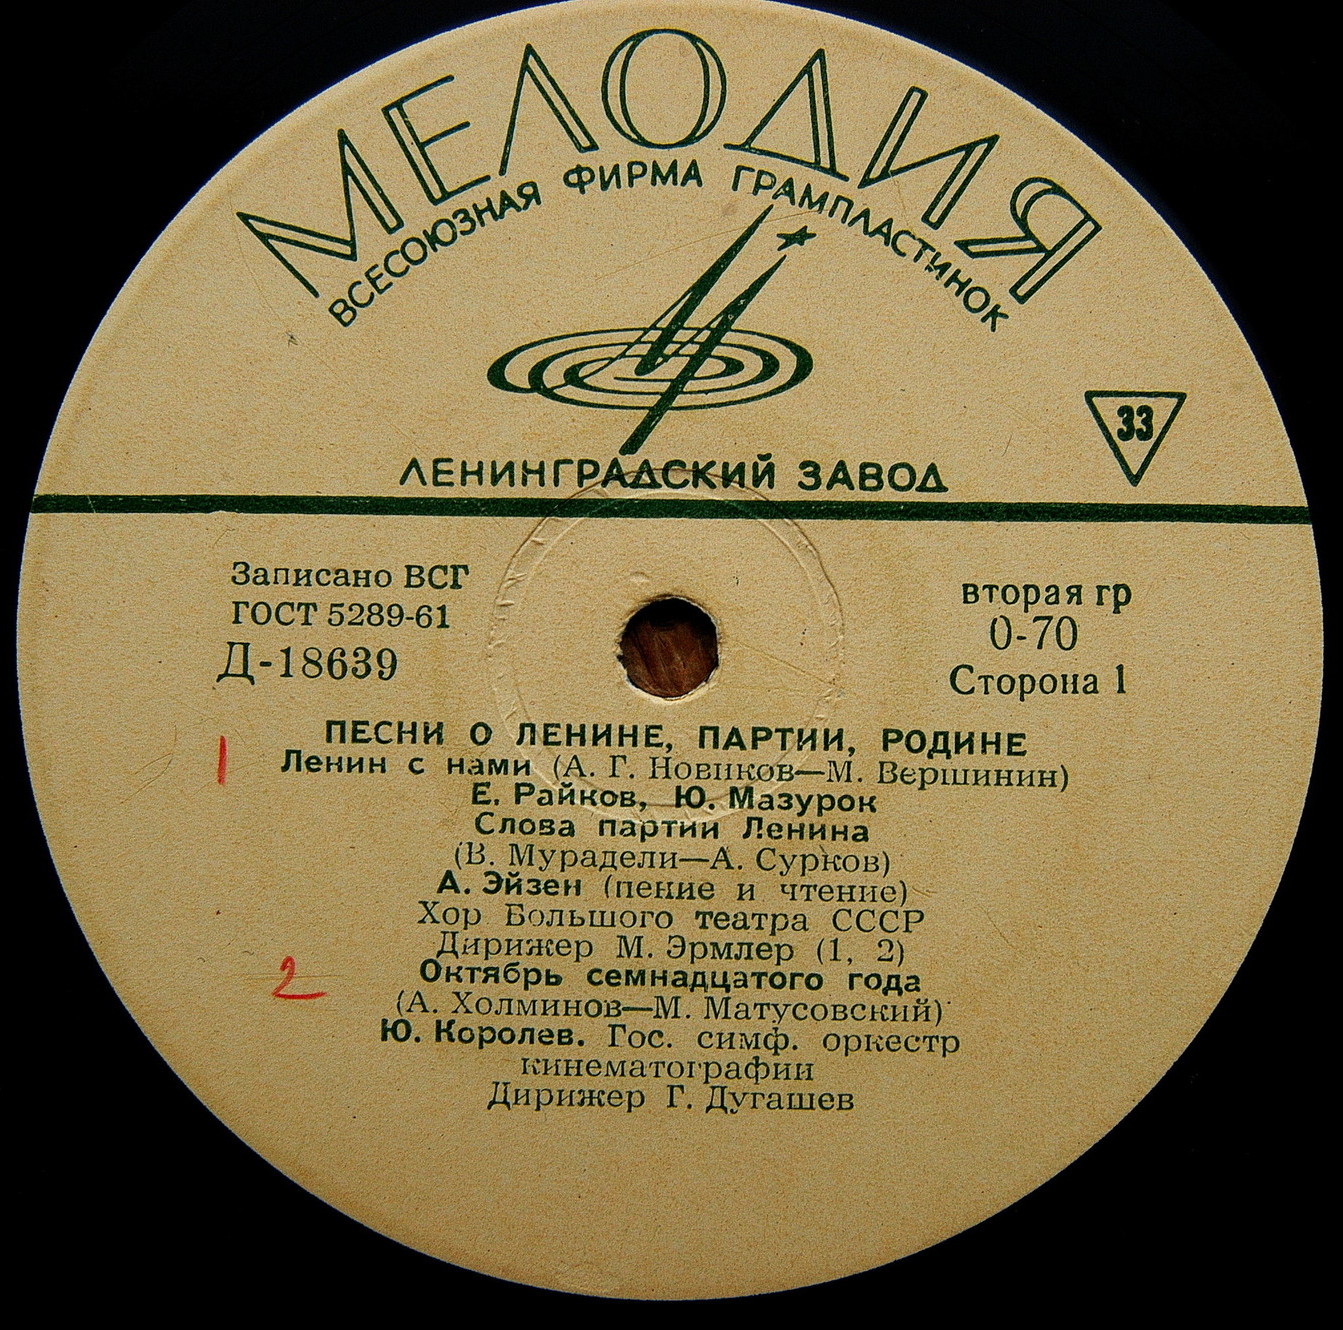 МЕЛОДИЯ
ВСЕСОЮЗНАЯ ФИРМА ГРАМПЛАСТИНОК
33
ЛЕНИНГРАДСКИЙ ЗАВОД
Записано ВСГ
ГОСТ 5289-61
Д-18639
вторая гр
0-70
Сторона 1
ПЕСНИ О ЛЕНИНЕ, ПАРТИИ, РОДИНЕ
1 Ленин с нами (А. Г. Новиков—М. Вершинин)
Е. Райков, Ю. Мазурок
Слова партии Ленина
(В. Мурадели—А. Сурков)
А. Эйзен (пение и чтение)
Хор Большого театра СССР
Дирижер М. Эрмлер (1, 2)
2 Октябрь семнадцатого года
(А. Холминов—М. Матусовский)
Ю. Королев. Гос. симф. оркестр
кинематографии
Дирижер Г. Дугашев